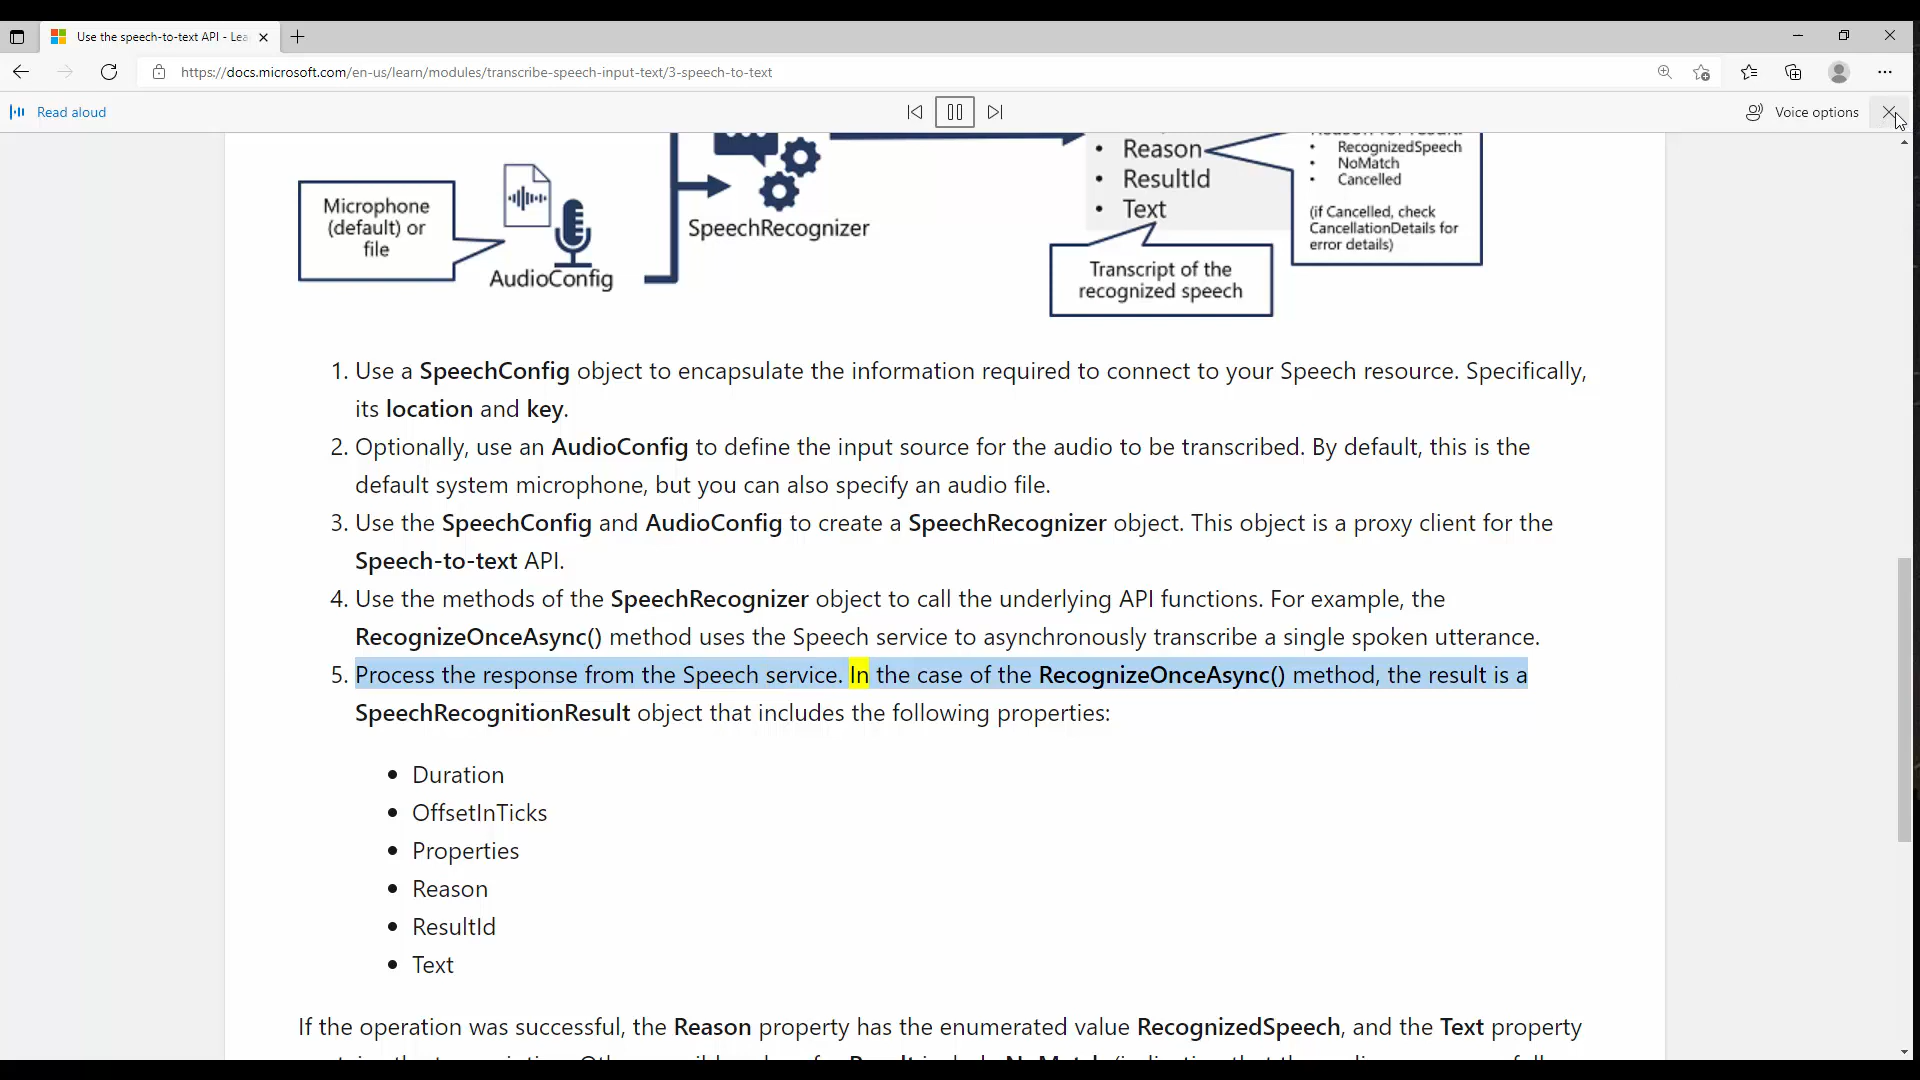 Use the speech-to-text API - Lea
https://docs.microsoft.com/en-us/learn/modules/transcribe-speech-input-text/3-speech-to-text
Read aloud
Voice options
Microphone
(default) or
file
AudioConfig
SpeechRecognizer
• Reason
• ResultId
• Text
Reason for result:
• RecognizedSpeech
• NoMatch
• Cancelled
(if Cancelled, check
CancellationDetails for
error details)
Transcript of the
recognized speech
1. Use a SpeechConfig object to encapsulate the information required to connect to your Speech resource. Specifically,
its location and key.
2. Optionally, use an AudioConfig to define the input source for the audio to be transcribed. By default, this is the
default system microphone, but you can also specify an audio file.
3. Use the SpeechConfig and AudioConfig to create a SpeechRecognizer object. This object is a proxy client for the
Speech-to-text API.
4. Use the methods of the SpeechRecognizer object to call the underlying API functions. For example, the
RecognizeOnceAsync() method uses the Speech service to asynchronously transcribe a single spoken utterance.
5. Process the response from the Speech service. In the case of the RecognizeOnceAsync() method, the result is a
SpeechRecognitionResult object that includes the following properties:
• Duration
• OffsetInTicks
• Properties
• Reason
• ResultId
• Text
If the operation was successful, the Reason property has the enumerated value RecognizedSpeech, and the Text property